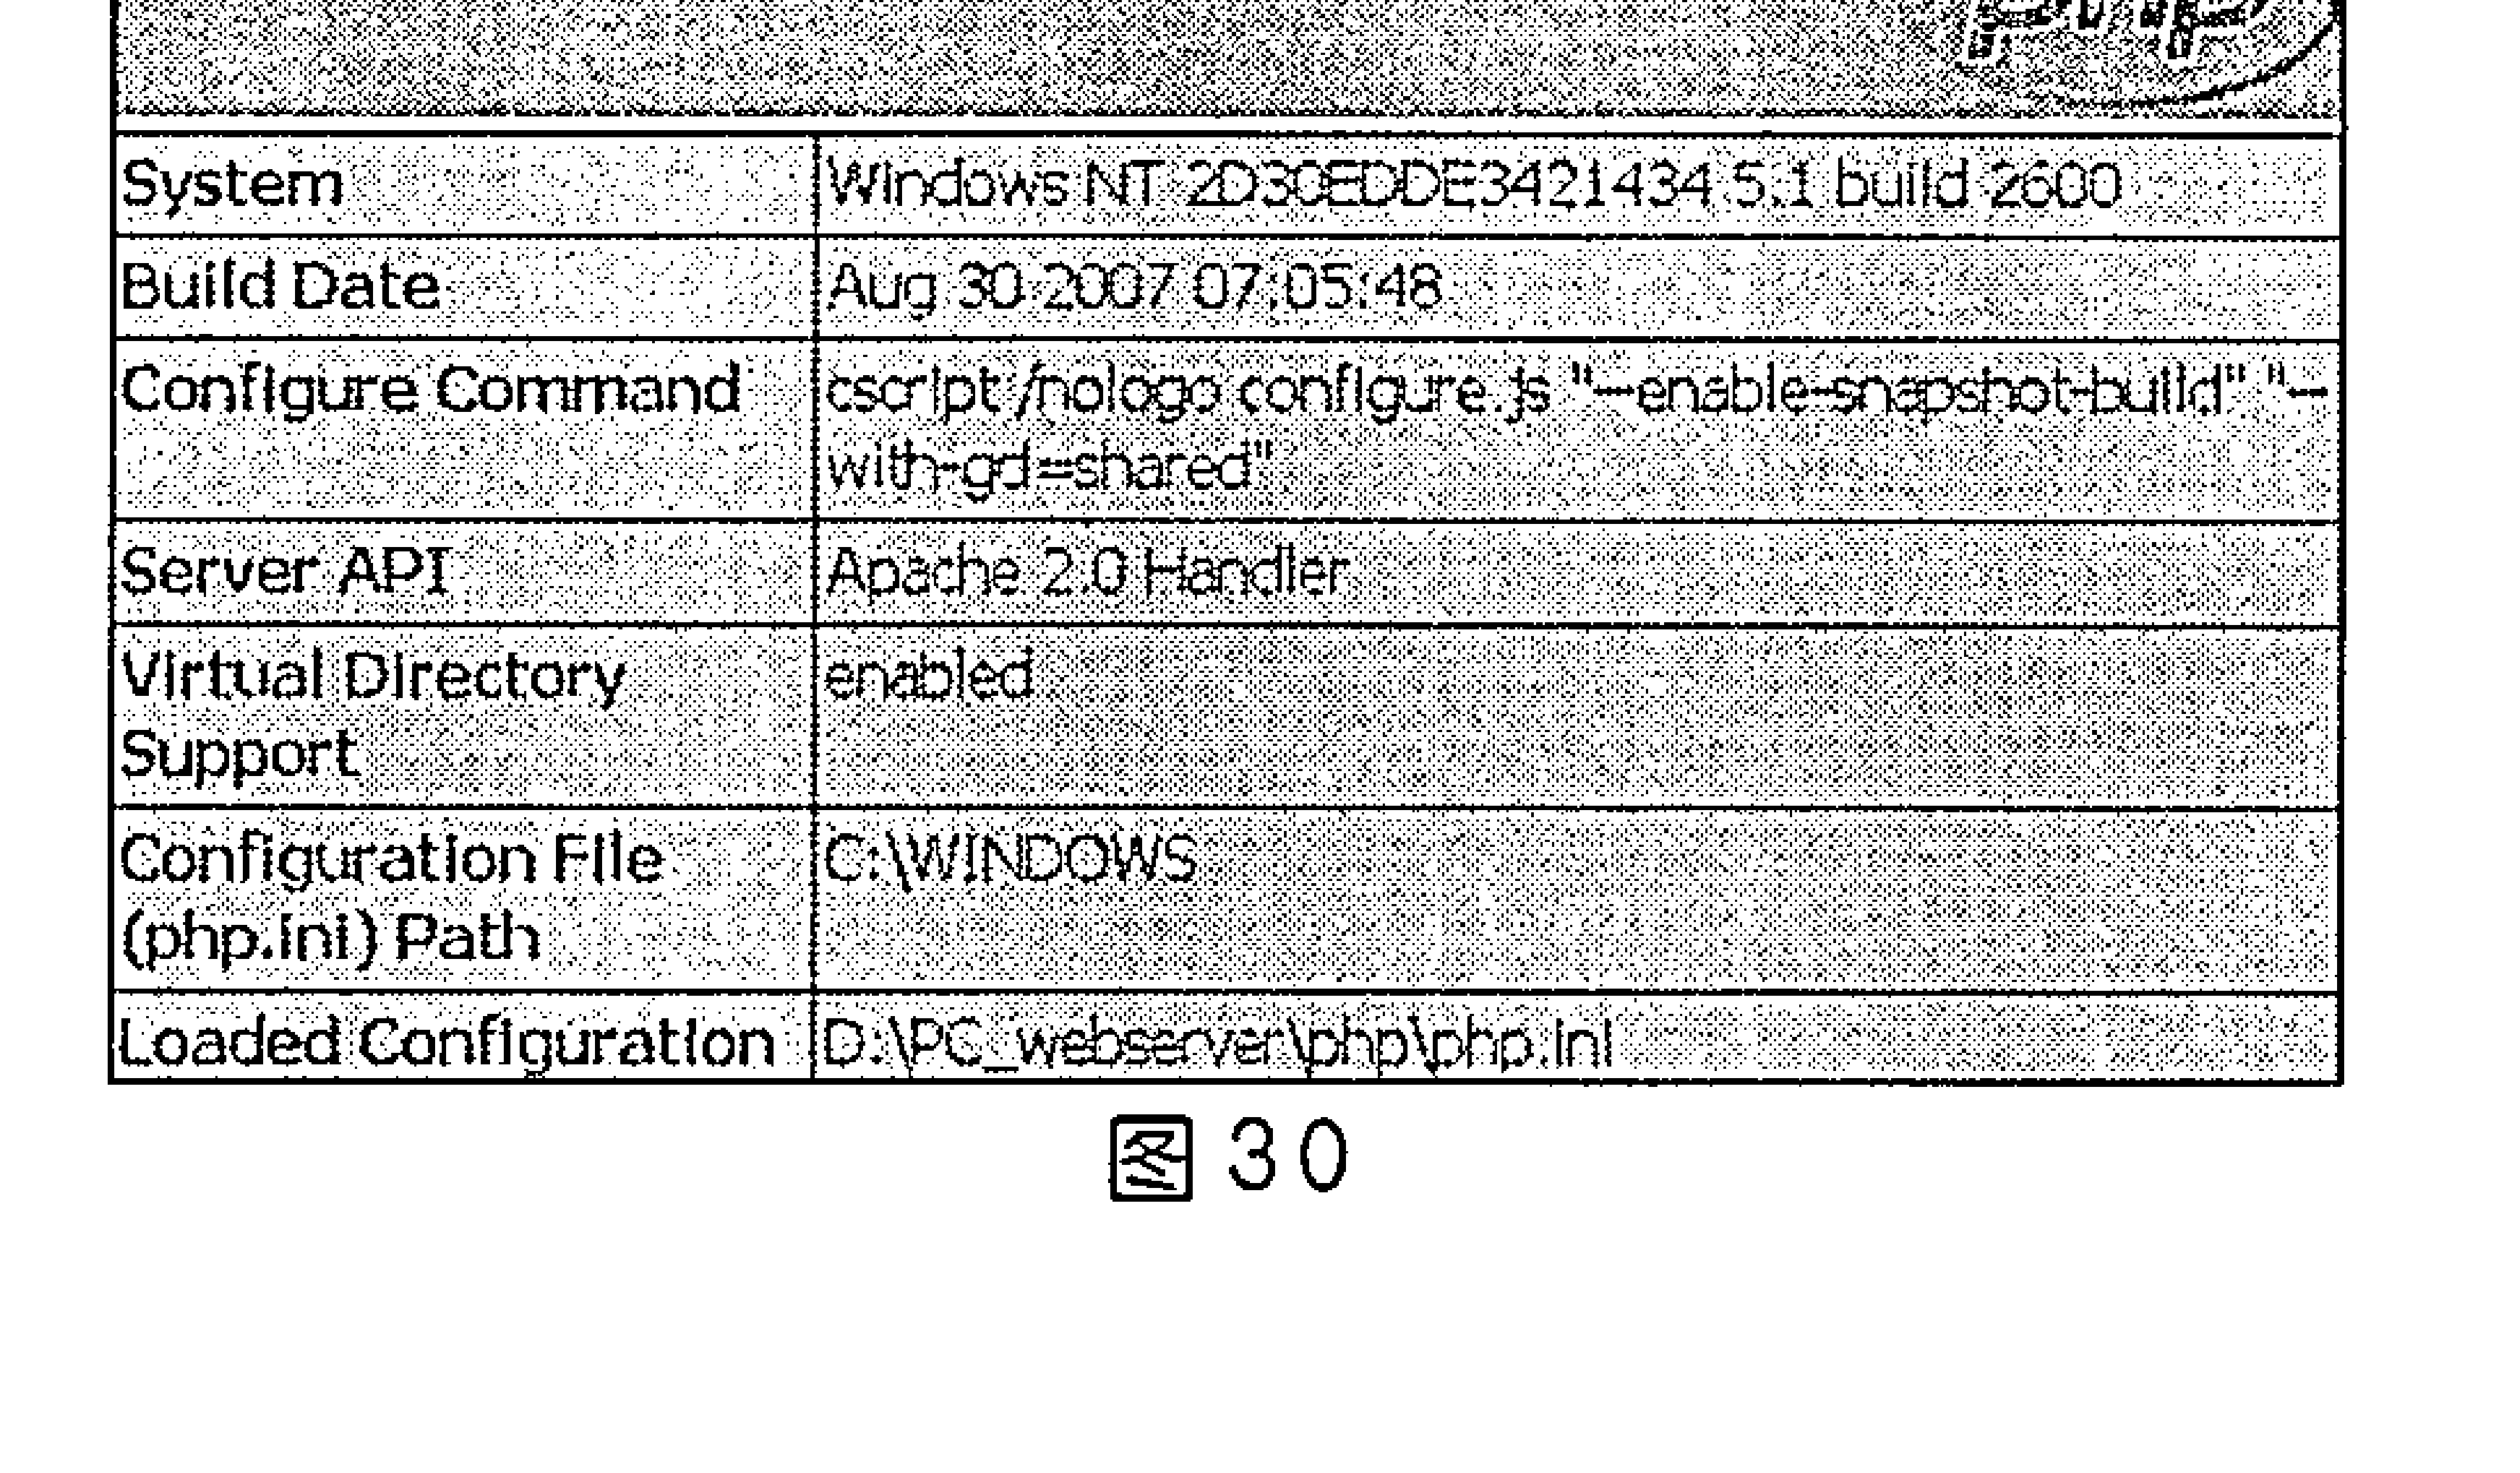 php
System Windows NT 2D30EDDE3421434 5.1 build 2600
Build Date Aug 30 2007 07:05:48
Configure Command cscript /nologo configure.js "--enable-snapshot-build" "--
with-gd=shared"
Server API Apache 2.0 Handler
Virtual Directory enabled
Support
Configuration File C:\WINDOWS
(php.ini) Path
Loaded Configuration D:\PC_webserver\php\php.ini
图 30